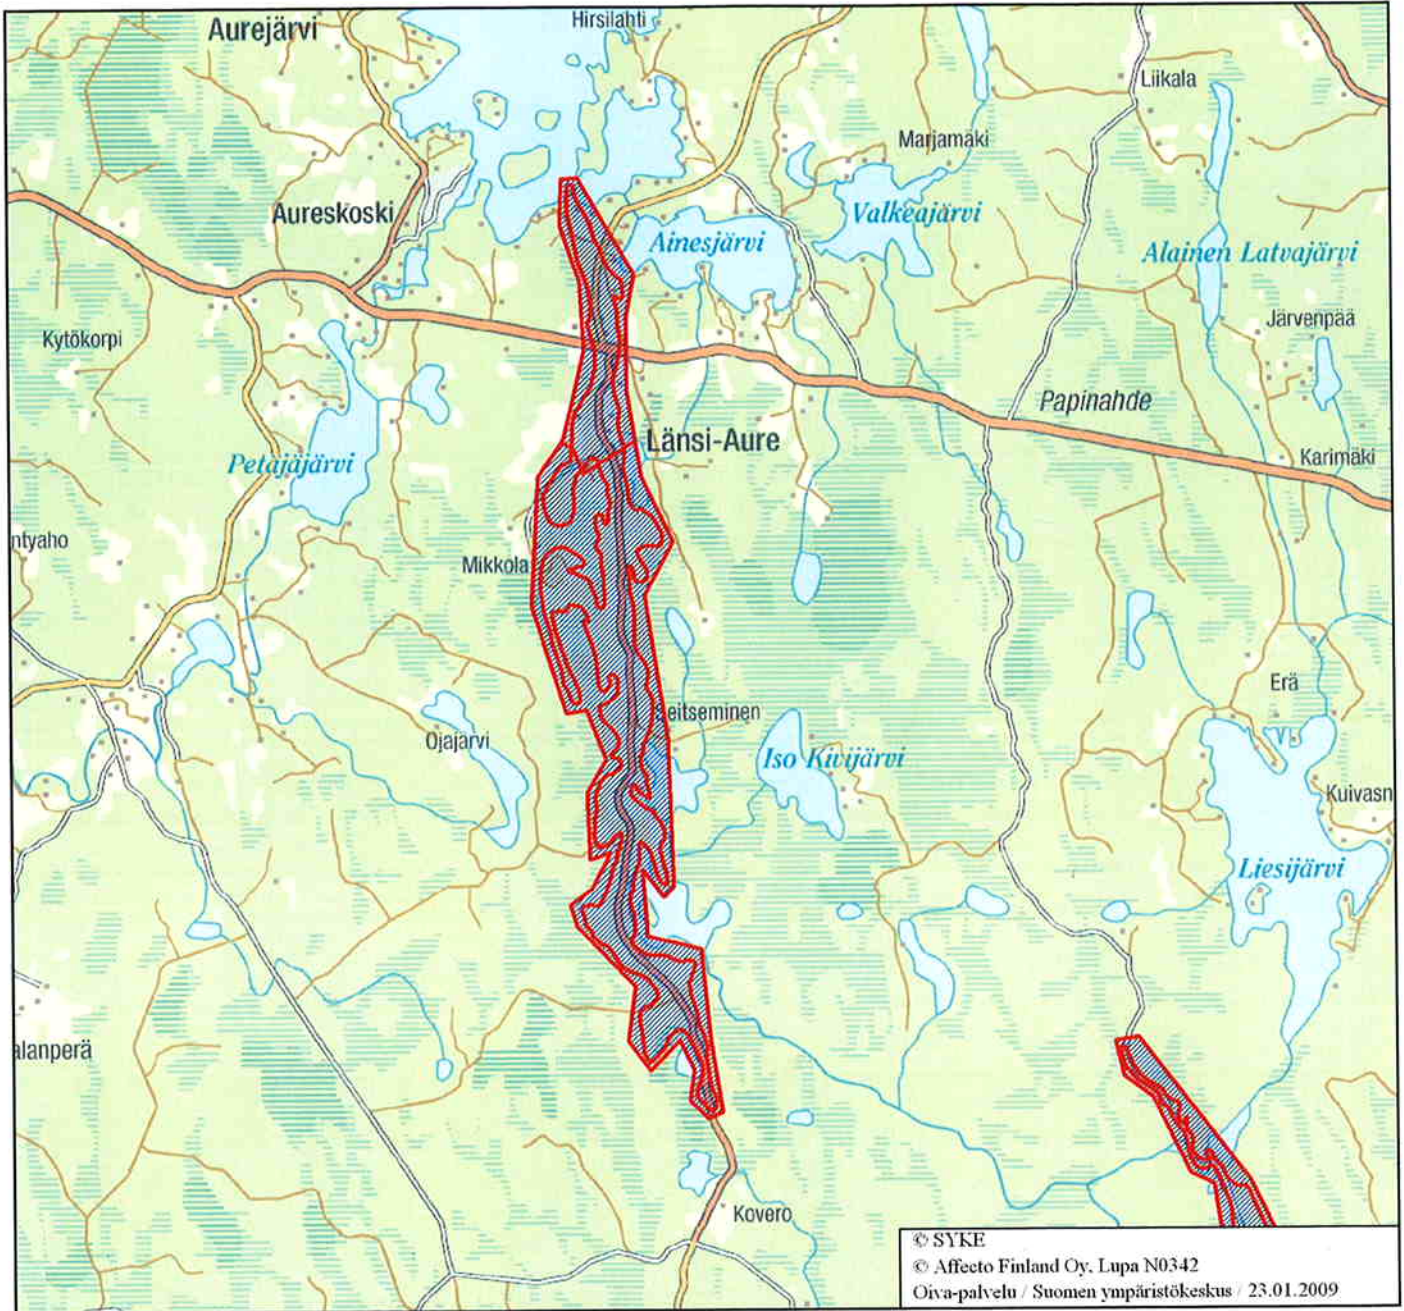 Hirsilahti
Aurejärvi
Liikala
Marjamäki
Aureskoski
Valkeajärvi
Ainesjärvi
Alainen Latvajärvi
Järvenpää
Kytökorpi
Papinahde
Länsi-Aure
Karimäki
Petäjäjärvi
ntyaho
Mikkola
Erä
eitseminen
Ojajärvi
Iso Kivijärvi
Kuivasn
Liesijärvi
alanperä
Kovero
© SYKE
© Affecto Finland Oy, Lupa N0342
Oiva-palvelu / Suomen ympäristökeskus / 23.01.2009